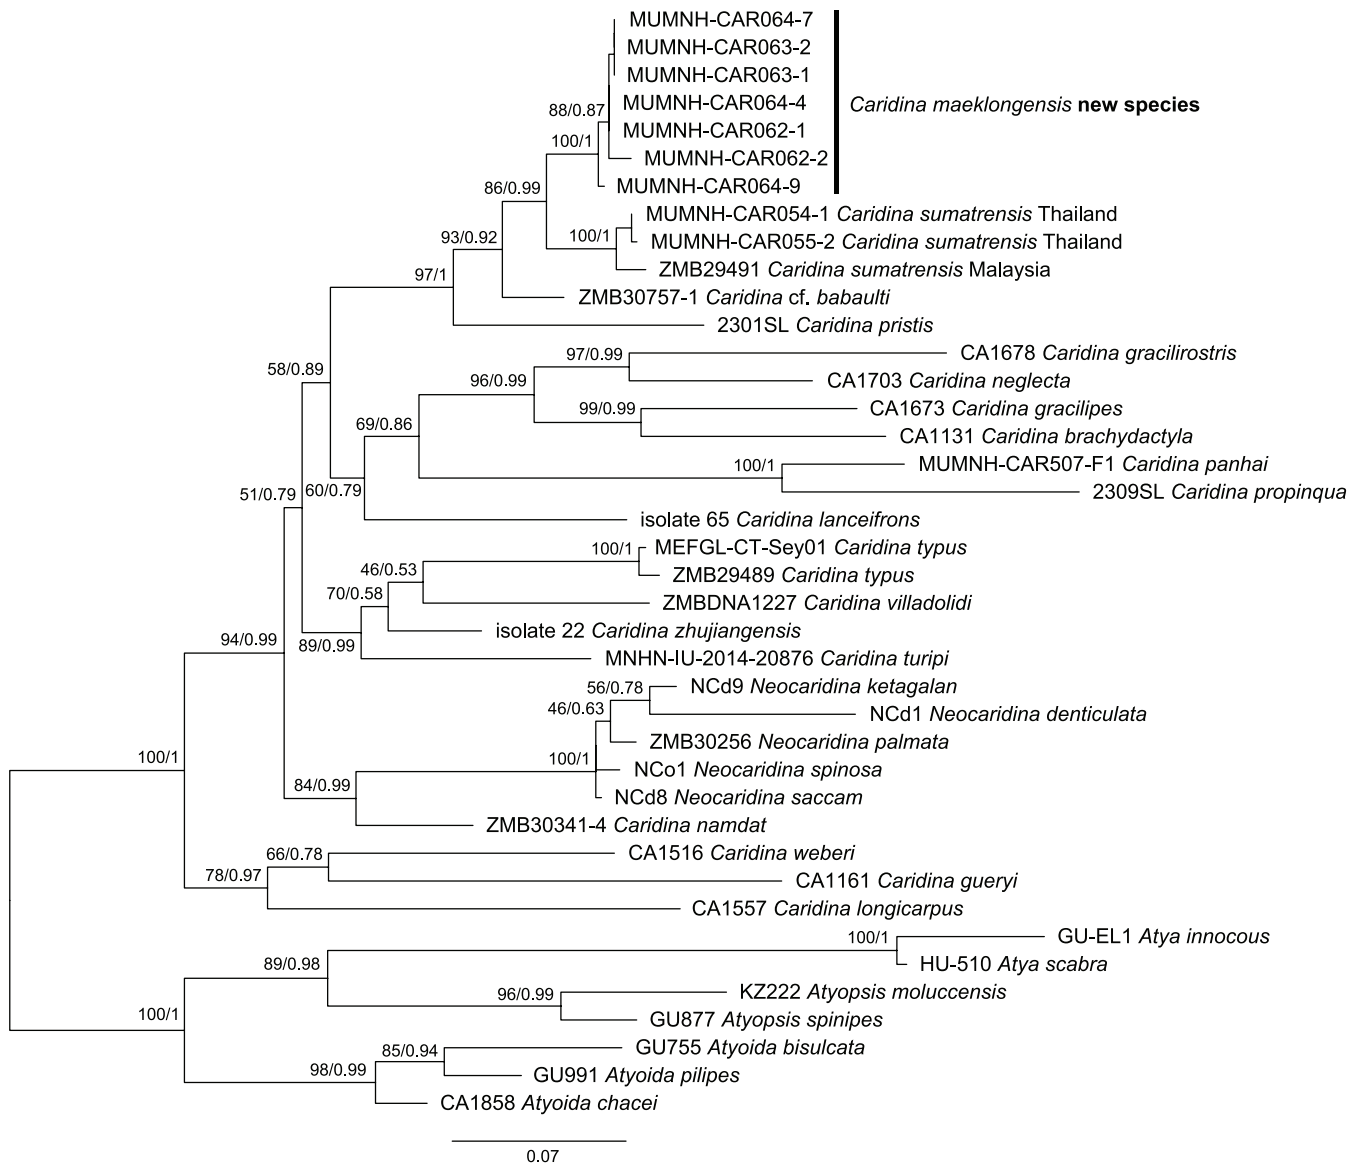 MUMNH-CAR064-7
MUMNH-CAR063-2
MUMNH-CAR063-1
88/0.87
MUMNH-CAR064-4
Caridina maeklongensis new species
MUMNH-CAR062-1
100/1
MUMNH-CAR062-2
86/0.99
MUMNH-CAR064-9
MUMNH-CAR054-1 Caridina sumatrensis Thailand
93/0.92
100/1
MUMNH-CAR055-2 Caridina sumatrensis Thailand
97/1
ZMB29491 Caridina sumatrensis Malaysia
ZMB30757-1 Caridina cf. babaulti
2301SL Caridina pristis
97/0.99
CA1678 Caridina gracilirostris
58/0.89
96/0.99
CA1703 Caridina neglecta
99/0.99
CA1673 Caridina gracilipes
69/0.86
CA1131 Caridina brachydactyla
100/1
MUMNH-CAR507-F1 Caridina panhai
51/0.79
60/0.79
2309SL Caridina propinqua
isolate 65 Caridina lanceifrons
100/1
MEFGL-CT-Sey01 Caridina typus
46/0.53
ZMB29489 Caridina typus
70/0.58
ZMBDNA1227 Caridina villadolidi
isolate 22 Caridina zhujiangensis
94/0.99
89/0.99
MNHN-IU-2014-20876 Caridina turipi
56/0.78
NCd9 Neocaridina ketagalan
46/0.63
NCd1 Neocaridina denticulata
ZMB30256 Neocaridina palmata
100/1
100/1
NCo1 Neocaridina spinosa
84/0.99
NCd8 Neocaridina saccam
ZMB30341-4 Caridina namdat
66/0.78
CA1516 Caridina weberi
78/0.97
CA1161 Caridina gueryi
CA1557 Caridina longicarpus
100/1
GU-EL1 Atya innocous
89/0.98
HU-510 Atya scabra
96/0.99
KZ222 Atyopsis moluccensis
100/1
GU877 Atyopsis spinipes
85/0.94
GU755 Atyoida bisulcata
98/0.99
GU991 Atyoida pilipes
CA1858 Atyoida chacei
0.07